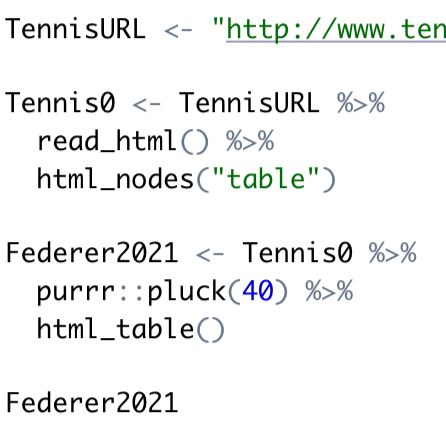 TennisURL <- "http://www.ten
Tennis0 <- TennisURL %>%
read_html() %>%
html_nodes("table")
Federer2021 <- Tennis0 %>%
purrr::pluck(40) %>%
html_table()
Federer2021